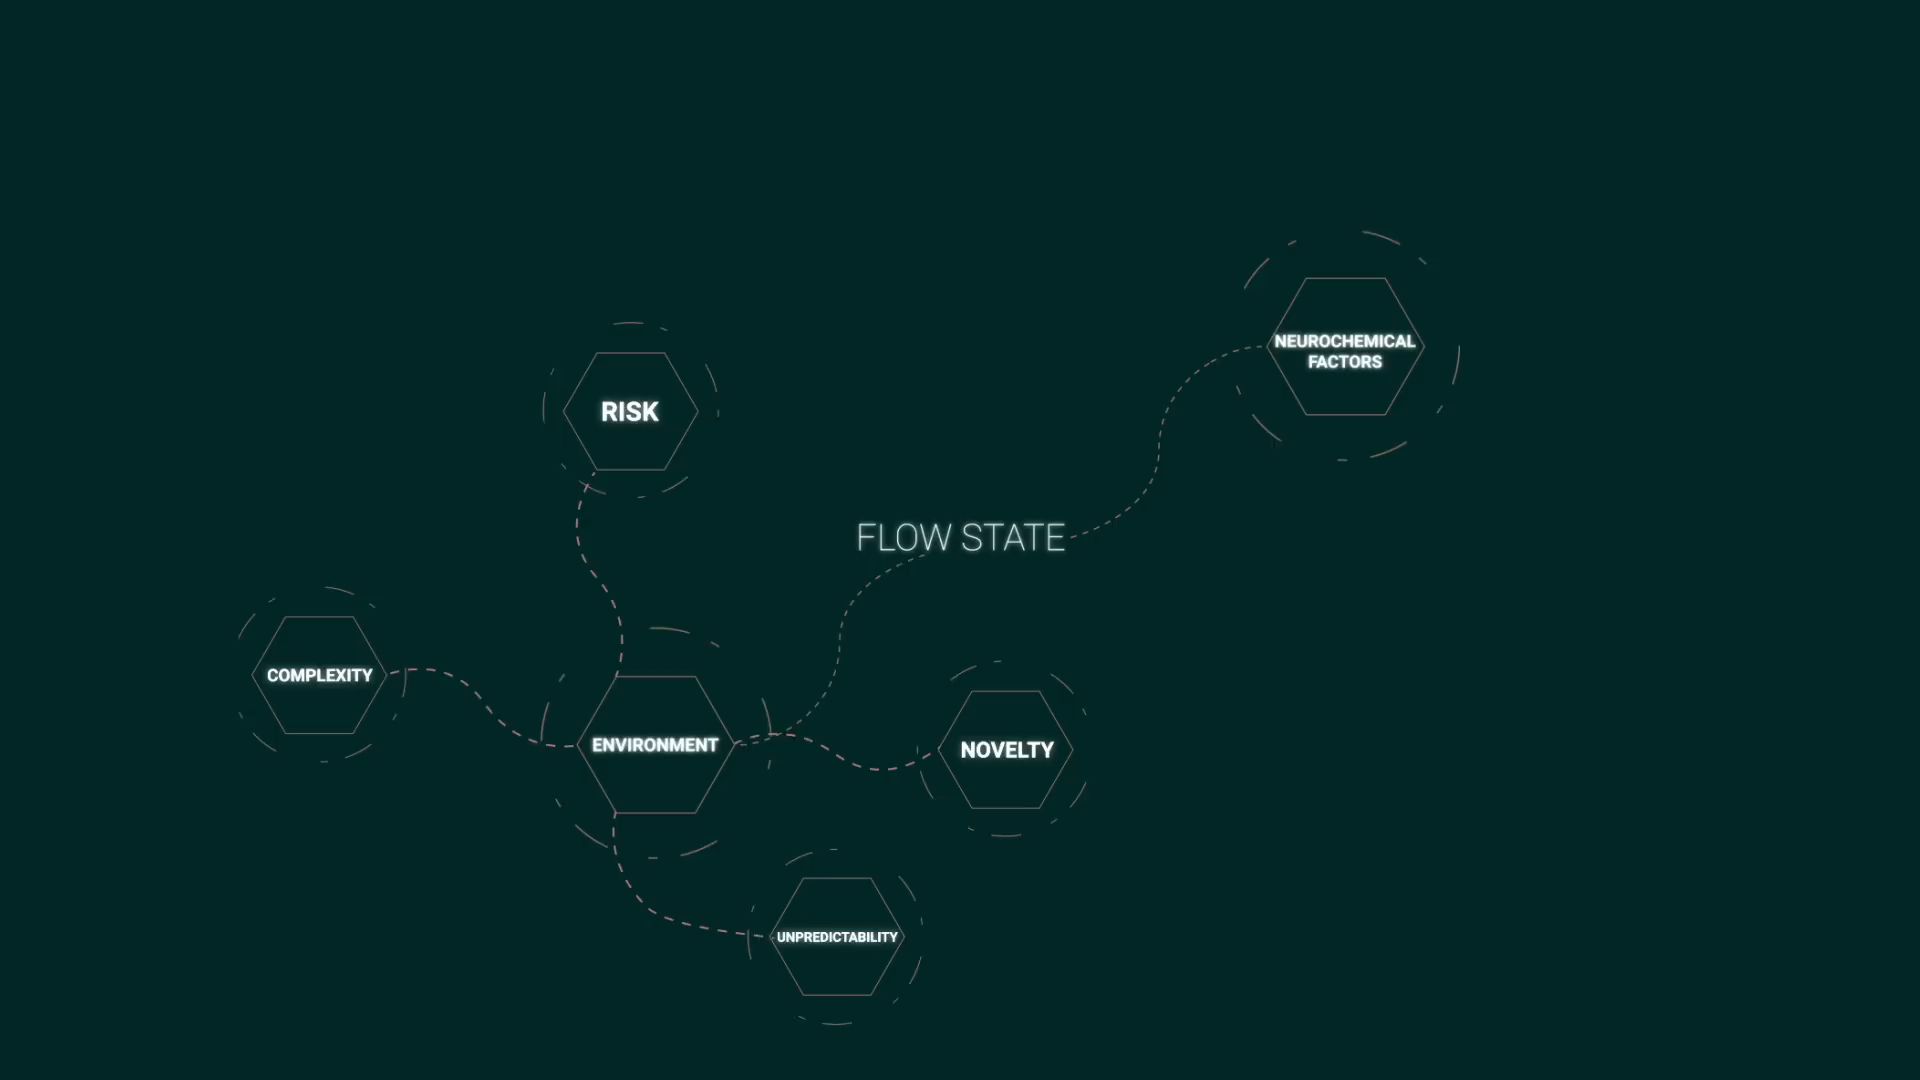 NEUROCHEMICAL
FACTORS
RISK
FLOW STATE
COMPLEXITY
ENVIRONMENT
NOVELTY
UNPREDICTABILITY